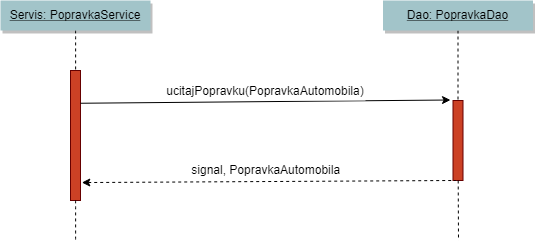 Servis: PopravkaService
Dao: PopravkaDao
ucitajPopravku(PopravkaAutomobila)
signal, PopravkaAutomobila